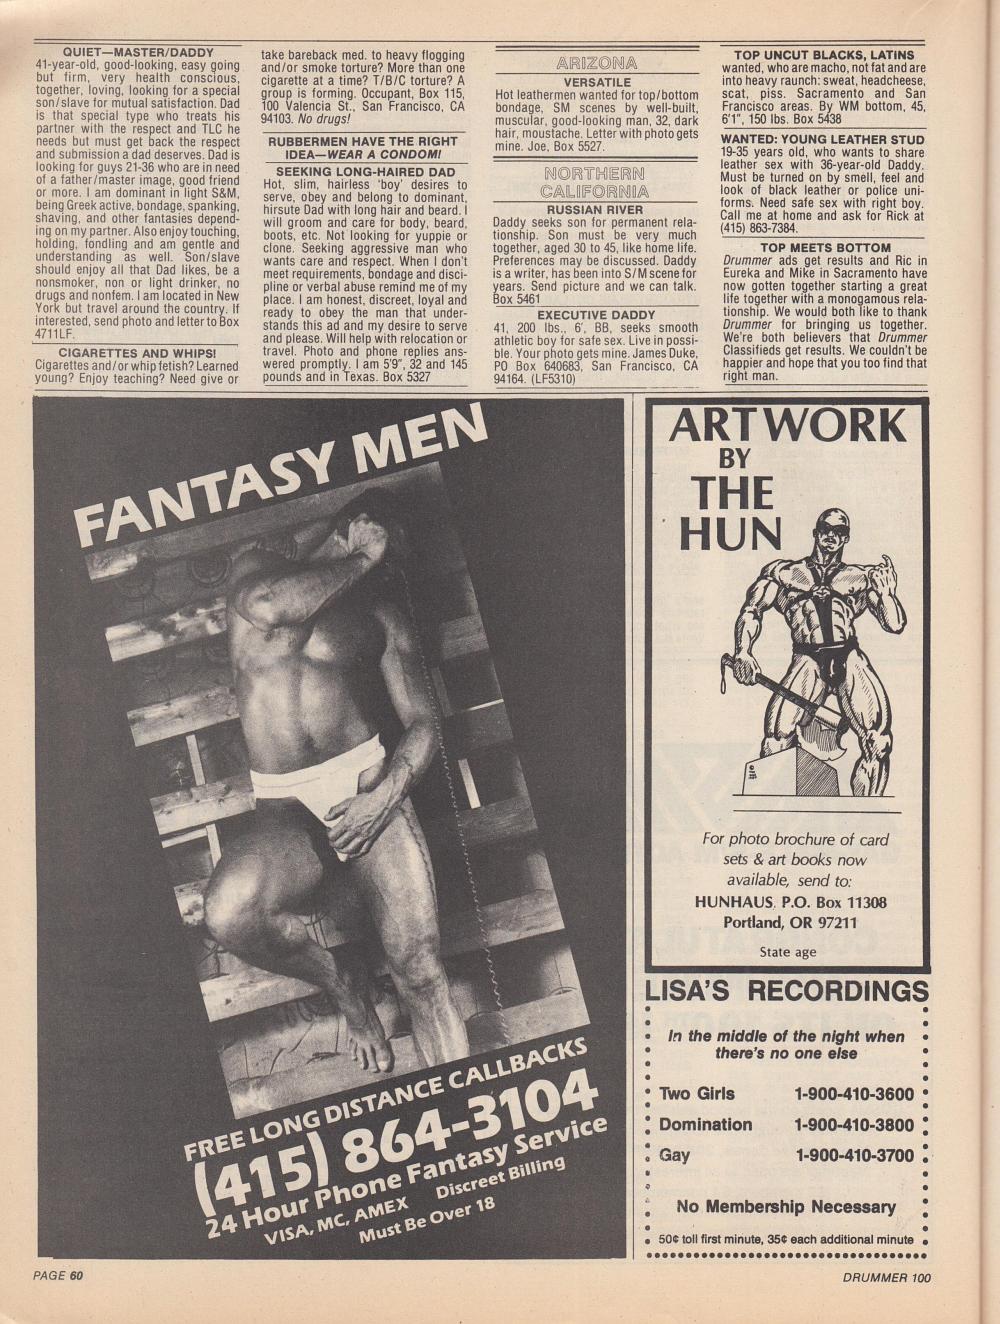 QUIET—MASTER/DADDY
41-year-old, good-looking, easy going
but firm, very health conscious,
together, loving, looking for a special
son/slave for mutual satisfaction. Dad
is that special type who treats his
partner with the respect and TLC he
needs but must get back the respect
and submission a dad deserves. Dad is
looking for guys 21-36 who are in need
of a father/master image, good friend
or more. I am dominant in light S&M,
being Greek active, bondage, spanking,
shaving, and other fantasies depend-
ing on my partner. Also enjoy touching,
holding, fondling and am gentle and
understanding as well. Son/slave
should enjoy all that Dad likes, be a
nonsmoker, non or light drinker, no
drugs and nonfem. I am located in New
York but travel around the country. If
interested, send photo and letter to Box
4711LF.
CIGARETTES AND WHIPS!
Cigarettes and/or whip fetish? Learned
young? Enjoy teaching? Need give or
take bareback med. to heavy flogging
and/or smoke torture? More than one
cigarette at a time? T/B/C torture? A
group is forming. Occupant, Box 115,
100 Valencia St., San Francisco, CA
94103. No drugs!
RUBBERMEN HAVE THE RIGHT
IDEA—WEAR A CONDOM!
SEEKING LONG-HAIRED DAD
Hot, slim, hairless 'boy' desires to
serve, obey and belong to dominant,
hirsute Dad with long hair and beard. I
will groom and care for body, beard,
boots, etc. Not looking for yuppie or
clone. Seeking aggressive man who
wants care and respect. When I don't
meet requirements, bondage and disci-
pline or verbal abuse remind me of my
place. I am honest, discreet, loyal and
ready to obey the man that under-
stands this ad and my desire to serve
and please. Will help with relocation or
travel. Photo and phone replies ans-
wered promptly. I am 5'9", 32 and 145
pounds and in Texas. Box 5327
ARIZONA
VERSATILE
Hot leathermen wanted for top/bottom
bondage, SM scenes by well-built,
muscular, good-looking man, 32, dark
hair, moustache. Letter with photo gets
mine. Joe, Box 5527.
NORTHERN
CALIFORNIA
RUSSIAN RIVER
Daddy seeks son for permanent rela-
tionship. Son must be very much
together, aged 30 to 45, like home life.
Preferences may be discussed. Daddy
is a writer, has been into S/M scene for
years. Send picture and we can talk.
Box 5461
EXECUTIVE DADDY
41, 200 lbs., 6', BB, seeks smooth
athletic boy for safe sex. Live in possi-
ble. Your photo gets mine. James Duke,
PO Box 640683, San Francisco, CA
94164. (LF5310)
TOP UNCUT BLACKS, LATINS
wanted, who are macho, not fat and are
into heavy raunch: sweat, headcheese,
scat, piss. Sacramento and San
Francisco areas. By WM bottom, 45,
6'1", 150 lbs. Box 5438
WANTED: YOUNG LEATHER STUD
19-35 years old, who wants to share
leather sex with 36-year-old Daddy.
Must be turned on by smell, feel and
look of black leather or police uni-
forms. Need safe sex with right boy.
Call me at home and ask for Rick at
(415) 863-7384.
TOP MEETS BOTTOM
Drummer ads get results and Ric in
Eureka and Mike in Sacramento have
now gotten together starting a great
life together with a monogamous rela-
tionship. We would both like to thank
Drummer for bringing us together.
We're both believers that Drummer
Classifieds get results. We couldn't be
happier and hope that you too find that
right man.
FANTASY MEN
FREE LONG DISTANCE CALLBACKS
(415) 864-3104
24 Hour Phone Fantasy Service
VISA, MC, AMEX Discreet Billing
Must Be Over 18
ARTWORK
BY
THE
HUN
For photo brochure of card
sets & art books now
available, send to:
HUNHAUS, P.O. Box 11308
Portland, OR 97211
State age
LISA'S RECORDINGS
In the middle of the night when
there's no one else
Two Girls 1-900-410-3600
Domination 1-900-410-3800
Gay 1-900-410-3700
No Membership Necessary
50¢ toll first minute, 35¢ each additional minute
PAGE 60
DRUMMER 100